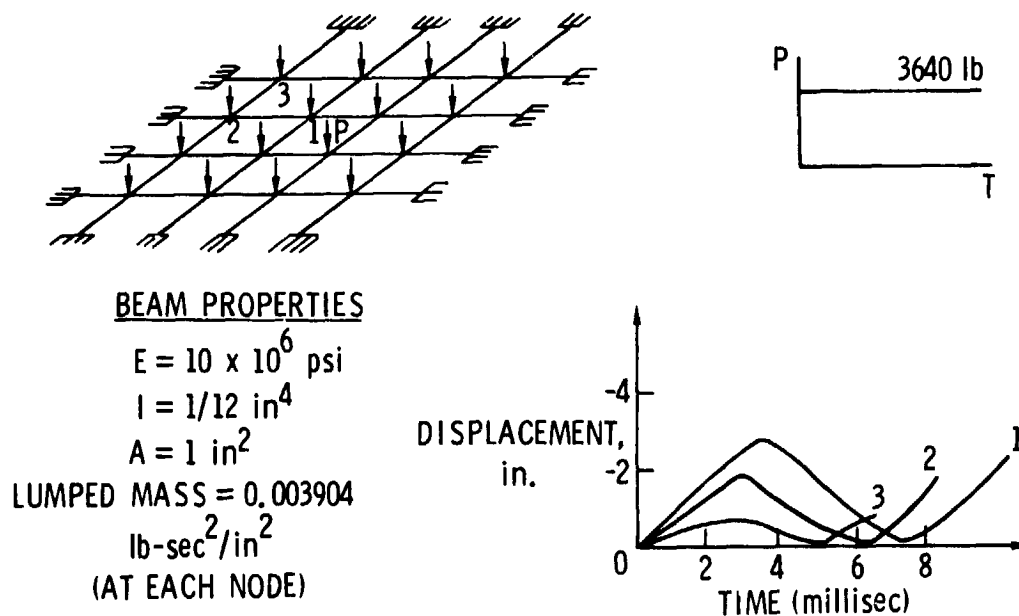 3
2
1
P
P
3640 lb
T
BEAM PROPERTIES
E = 10 x 10^6 psi
I = 1/12 in^4
A = 1 in^2
LUMPED MASS = 0.003904
lb-sec^2/in^2
(AT EACH NODE)
DISPLACEMENT,
in.
-4
-2
0
2
4
6
8
3
2
1
TIME (millisec)